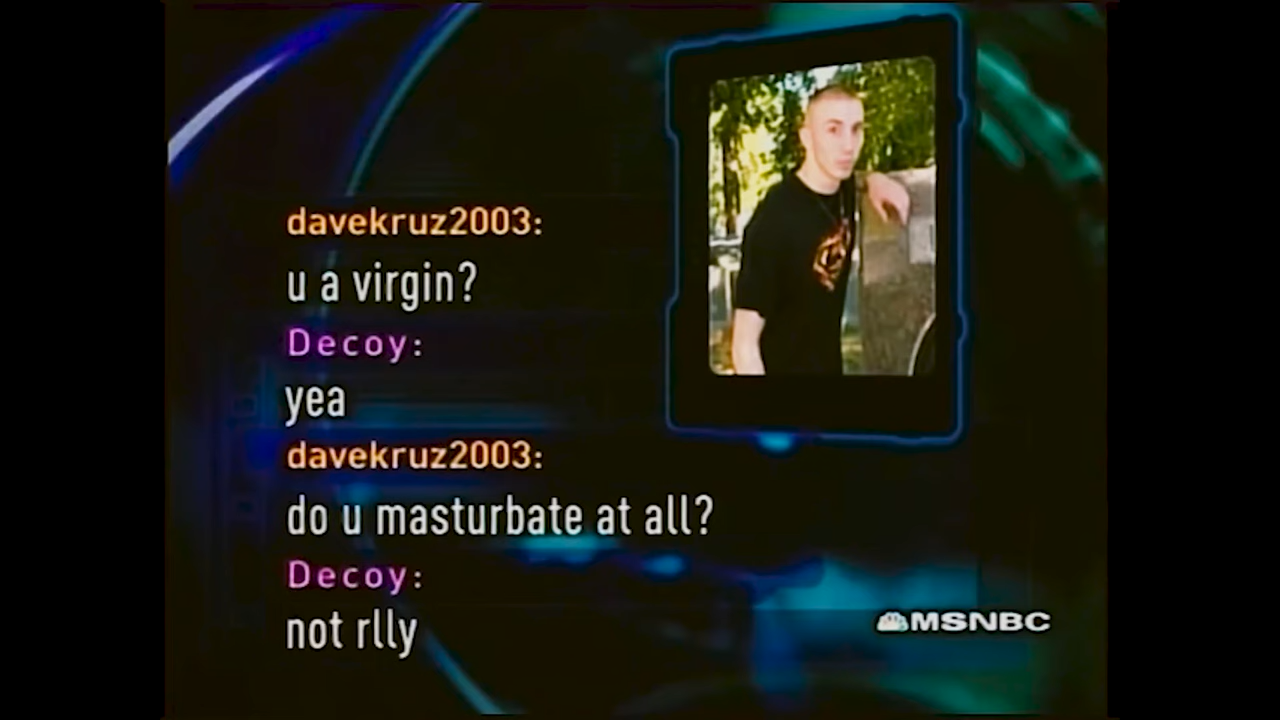 davekruz2003:
u a virgin?
Decoy:
yea
davekruz2003:
do u masturbate at all?
Decoy:
not rlly
MSNBC